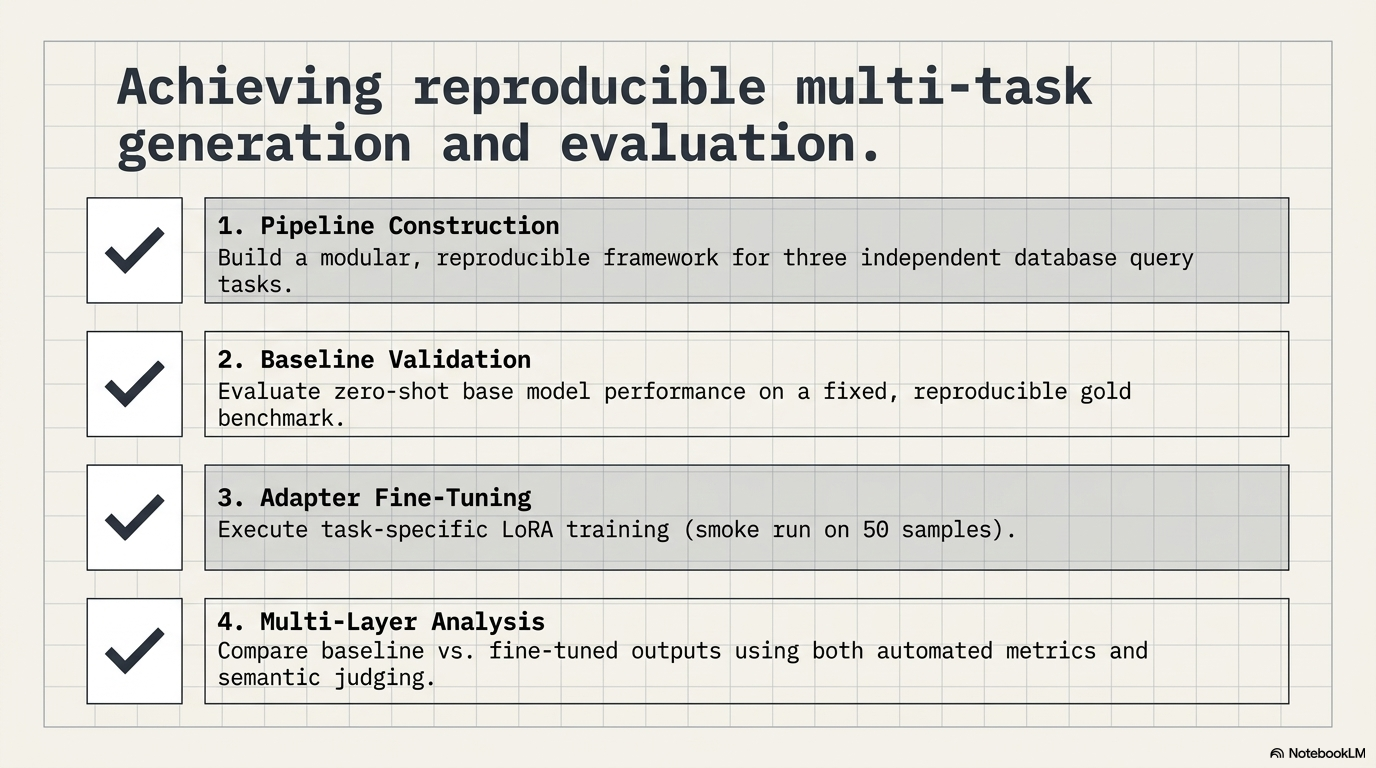 Achieving reproducible multi-task
generation and evaluation.
1. Pipeline Construction
Build a modular, reproducible framework for three independent database query
tasks.
2. Baseline Validation
Evaluate zero-shot base model performance on a fixed, reproducible gold
benchmark.
3. Adapter Fine-Tuning
Execute task-specific LoRA training (smoke run on 50 samples).
4. Multi-Layer Analysis
Compare baseline vs. fine-tuned outputs using both automated metrics and
semantic judging.
NotebookLM